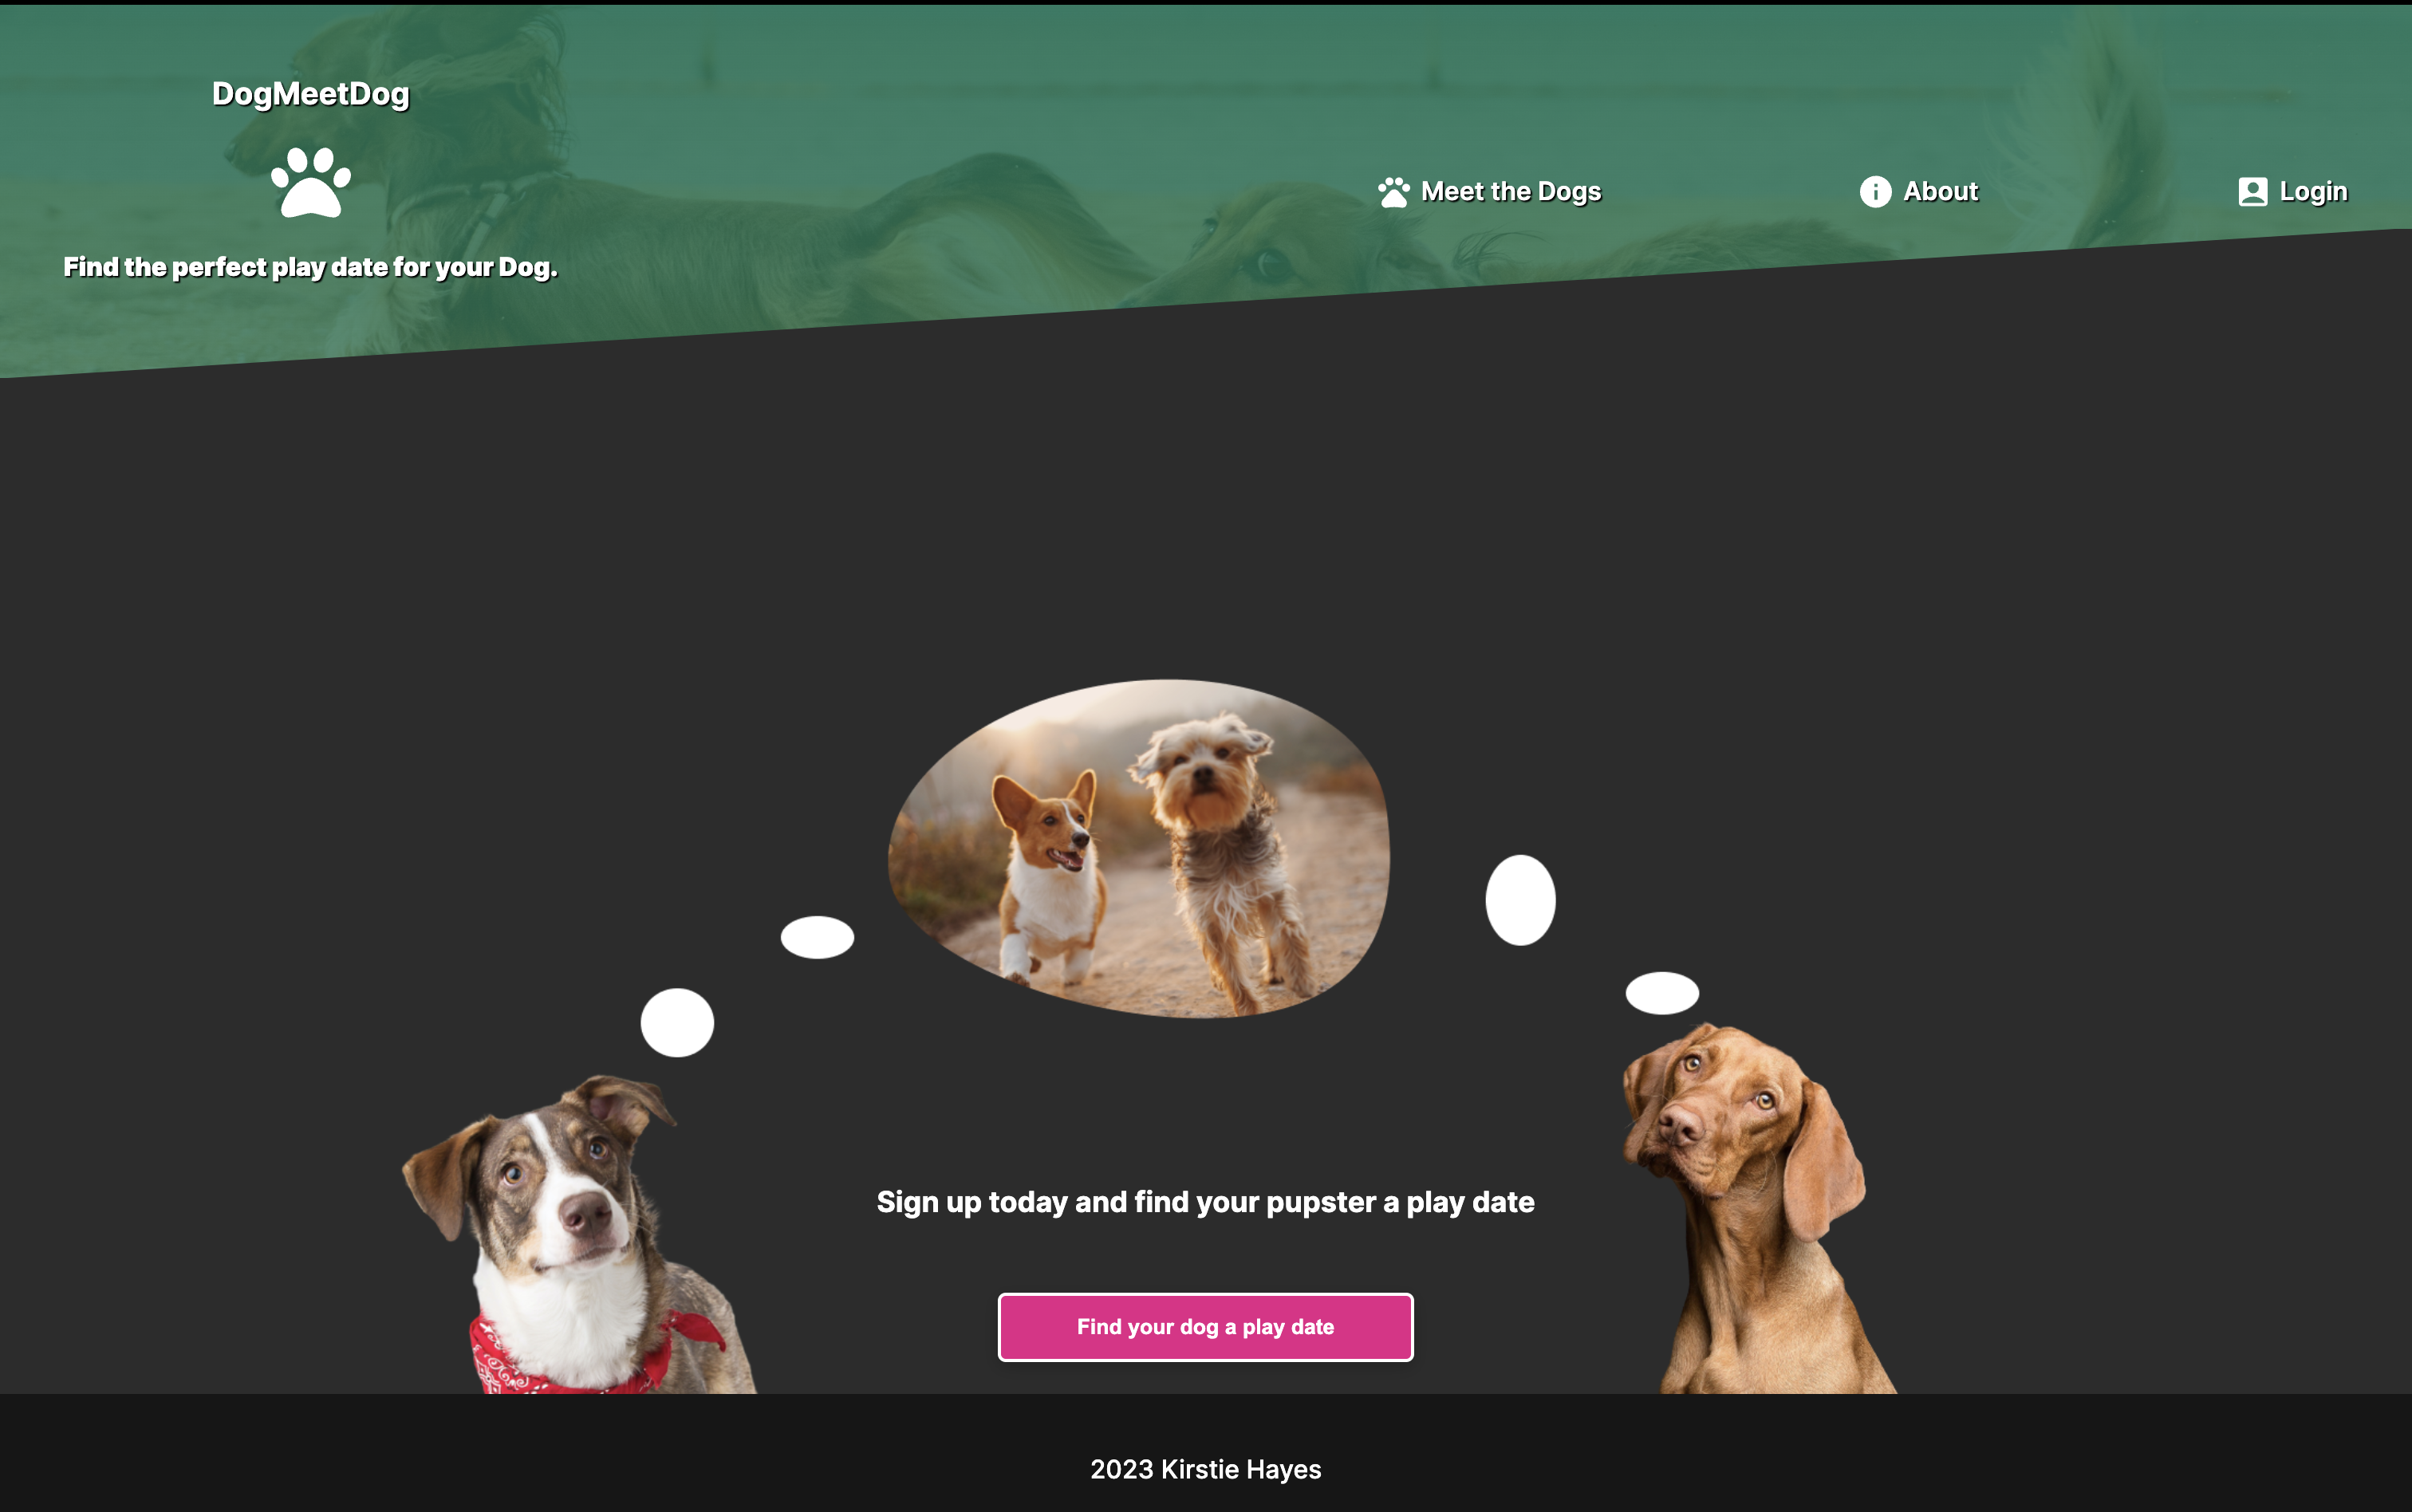 DogMeetDog
Find the perfect play date for your Dog.
Meet the Dogs
About
Login
Sign up today and find your pupster a play date
Find your dog a play date
2023 Kirstie Hayes